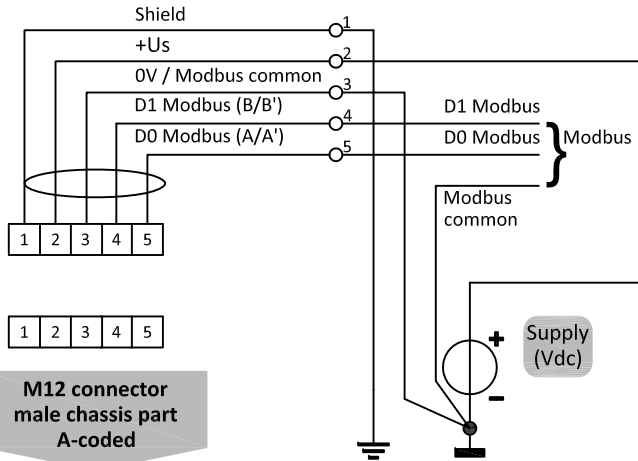 Shield
1
+Us
2
0V / Modbus common
3
D1 Modbus (B/B')
4
D1 Modbus
D0 Modbus (A/A')
5
D0 Modbus
Modbus
Modbus
common
1 2 3 4 5
1 2 3 4 5
+
Supply
(Vdc)
-
M12 connector
male chassis part
A-coded